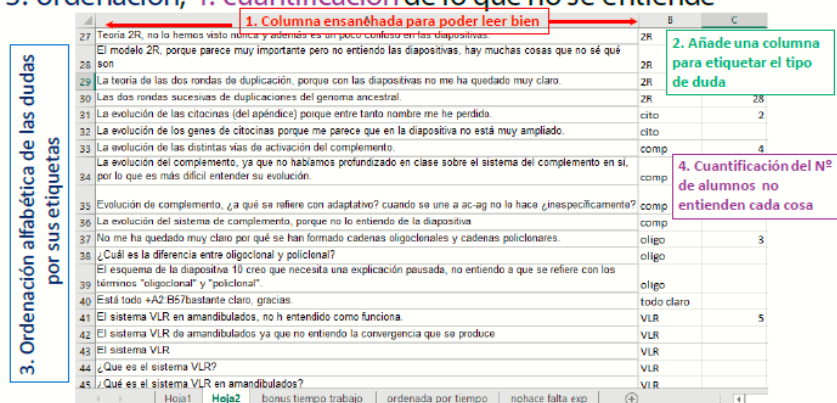 3. ordenación, 4. cuantificación de lo que no se entiende
1. Columna ensanchada para poder leer bien
B C
27 Teoría 2R, no lo hemos visto nunca y además es un poco confuso en las diapositivas. 2R
El modelo 2R, porque parece muy importante pero no entiendo las diapositivas, hay muchas cosas que no sé qué
28 son 2R
29 La teoría de las dos rondas de duplicación, porque con las diapositivas no me ha quedado muy claro. 2R
30 Las dos rondas sucesivas de duplicaciones del genoma ancestral. 2R 28
31 La evolución de las citocinas (del apéndice) porque entre tanto nombre me he perdido. cito 2
32 La evolución de los genes de citocinas porque me parece que en la diapositiva no está muy ampliado. cito
33 La evolución de las distintas vías de activación del complemento. comp 4
La evolución del complemento, ya que no habíamos profundizado en clase sobre el sistema del complemento en sí,
34 por lo que es más difícil entender su evolución. comp
35 Evolución de complemento, ¿a qué se refiere con adaptativo? cuando se une a ac-ag no lo hace ¿inespecíficamente? comp
36 La evolución del sistema de complemento, porque no lo entiendo de la diapositiva comp
37 No me ha quedado muy claro por qué se han formado cadenas oligoclonales y cadenas policlonares. oligo 3
38 ¿Cuál es la diferencia entre oligoclonal y policlonal? oligo
El esquema de la diapositiva 10 creo que necesita una explicación pausada, no entiendo a que se refiere con los
39 términos "oligoclonal" y "policlonal". oligo
40 Está todo +A2:B57bastante claro, gracias. todo claro
41 El sistema VLR en amandibulados, no h entendido como funciona. VLR 5
42 El sistema VLR de amandibulados ya que no entiendo la convergencia que se produce VLR
43 El sistema VLR VLR
44 ¿Que es el sistema VLR? VLR
45 ¿Qué es el sistema VLR en amandibulados? VLR
Hoja1 Hoja2 bonus tiempo trabajo ordenada por tiempo nohace falta exp
2. Añade una columna
para etiquetar el tipo
de duda
3. Ordenación alfabética de las dudas
por sus etiquetas
4. Cuantificación del Nº
de alumnos no
entienden cada cosa